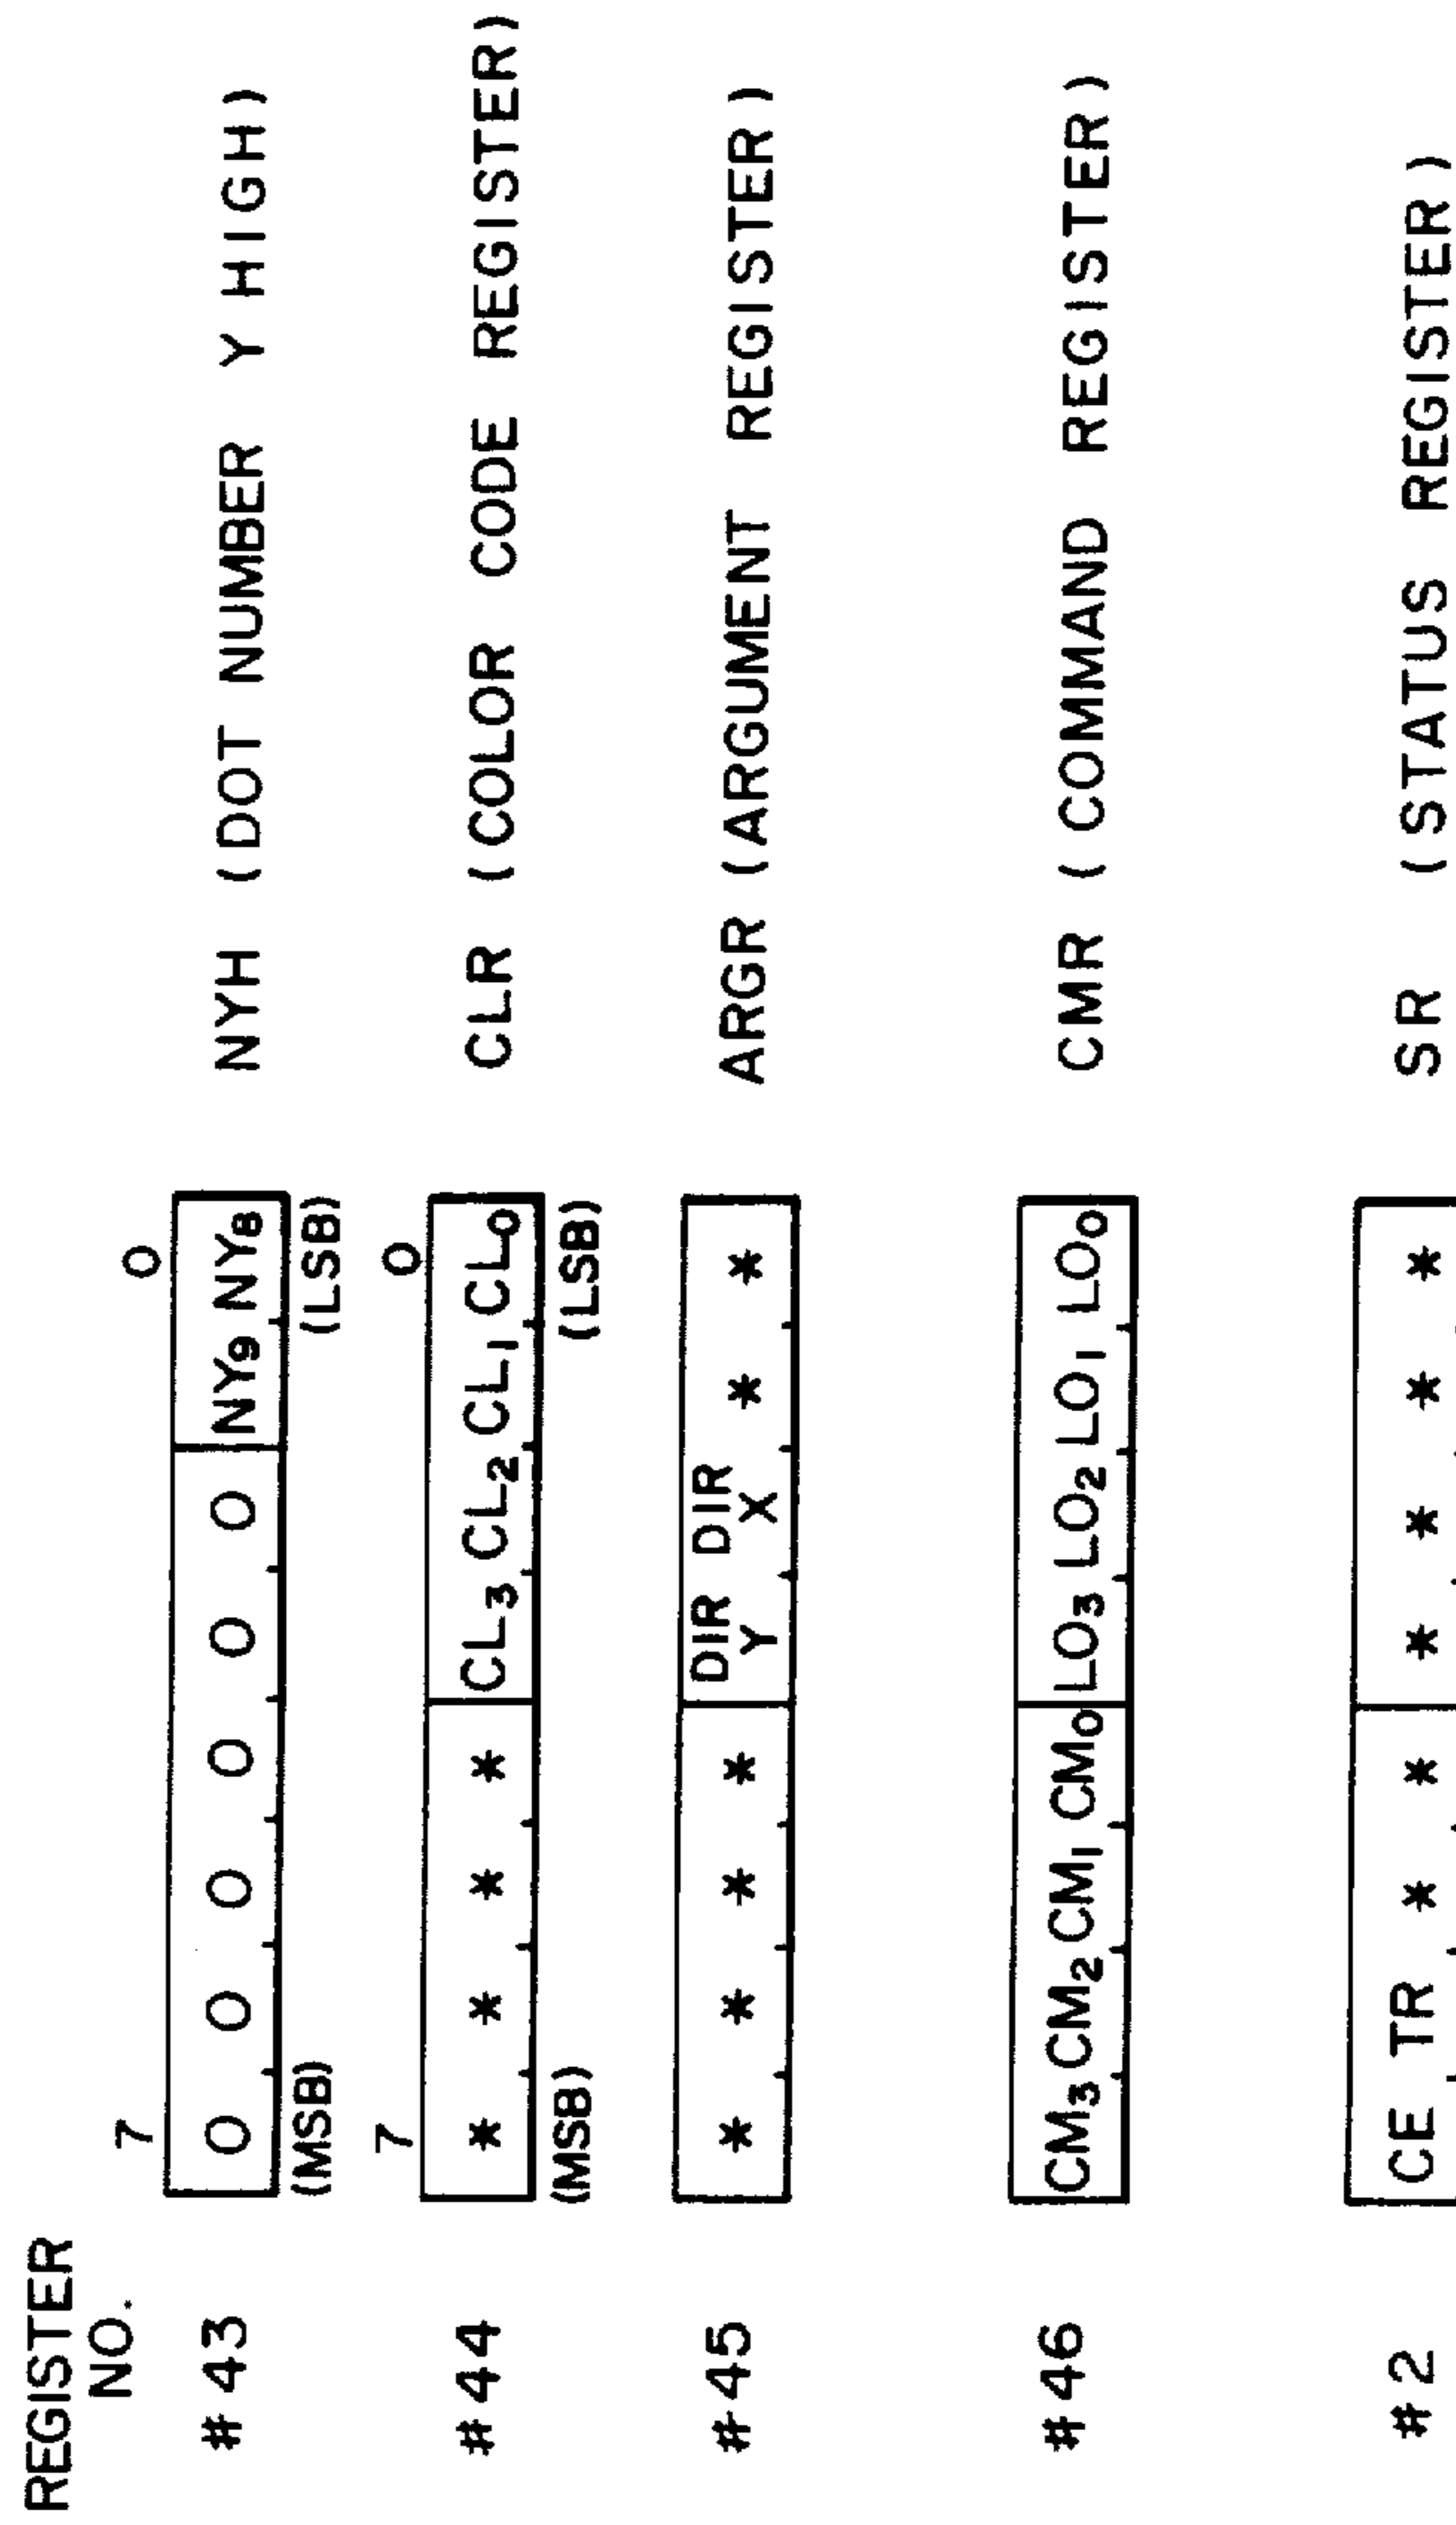 REGISTER
NO.
7 0
#43 0 0 0 0 0 0 NY9 NY8 NYH (DOT NUMBER Y HIGH)
(MSB) (LSB)
7 0
#44 * * * * CL3 CL2 CL1 CL0 CLR (COLOR CODE REGISTER)
(MSB) (LSB)
#45 * * * * DIR Y DIR X * * ARGR (ARGUMENT REGISTER)
#46 CM3 CM2 CM1 CM0 LO3 LO2 LO1 LO0 CMR (COMMAND REGISTER)
#2 CE TR * * * * * * SR (STATUS REGISTER)